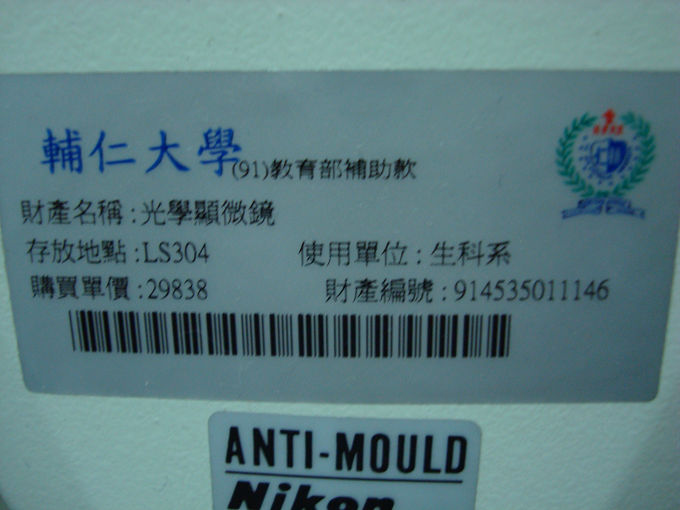 輔仁大學(91)教育部補助款
財產名稱:光學顯微鏡
存放地點:LS304 使用單位:生科系
購買單價:29838 財產編號:914535011146
ANTI-MOULD
Nikon